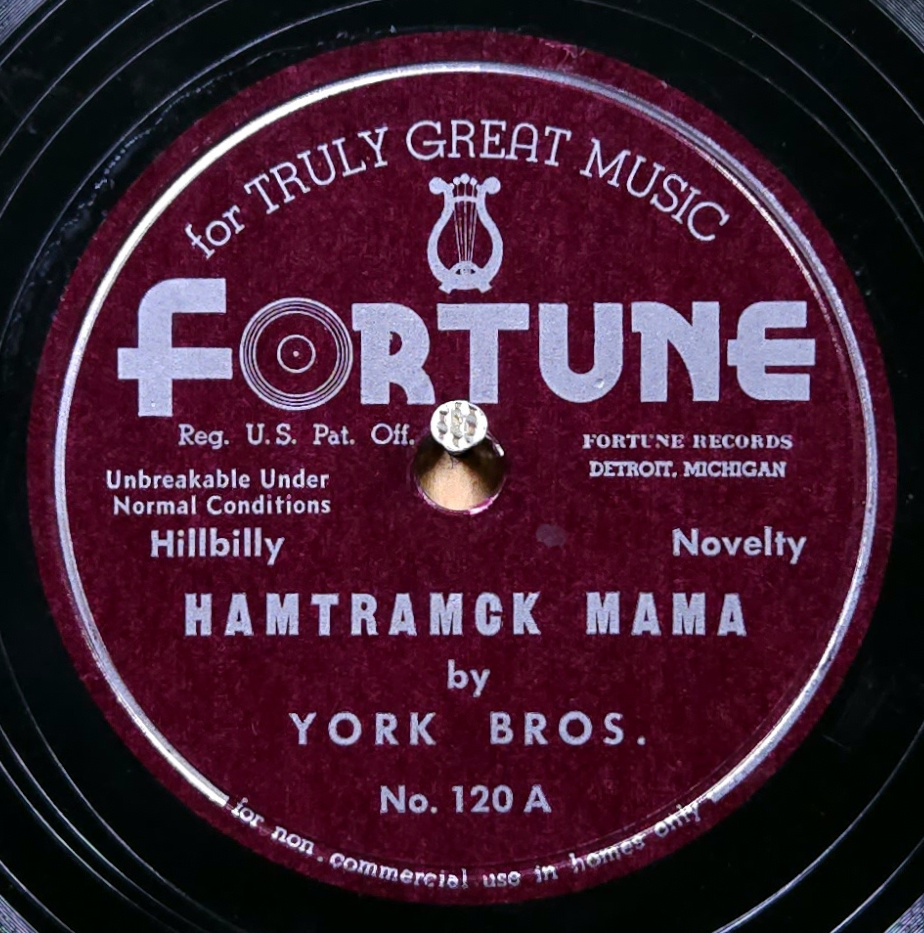 for TRULY GREAT MUSIC
FORTUNE
Reg. U.S. Pat. Off.
FORTUNE RECORDS
DETROIT, MICHIGAN
Unbreakable Under
Normal Conditions
Hillbilly
Novelty
HAMTRAMCK MAMA
by
YORK BROS.
No. 120 A
for non commercial use in homes only